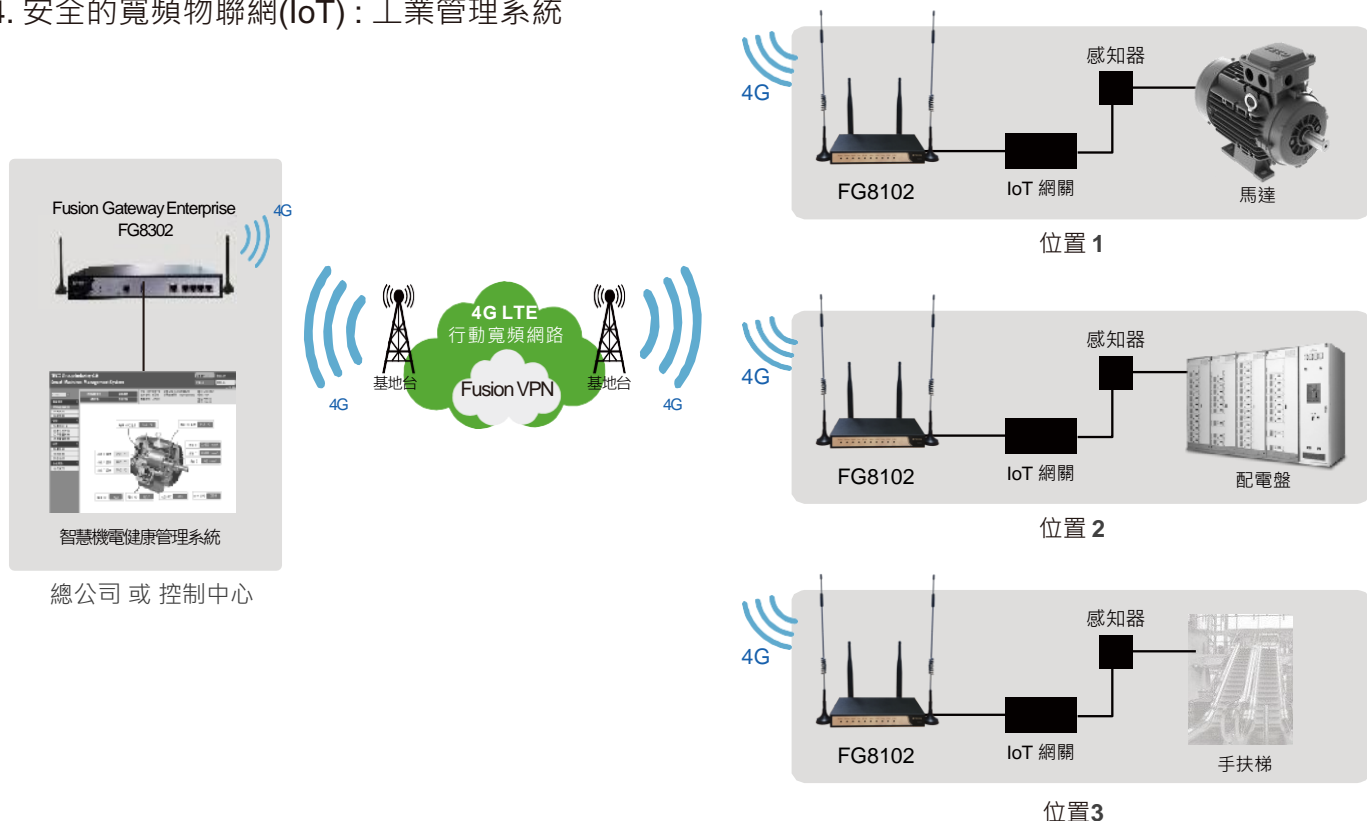 4. 安全的寬頻物聯網(IoT) : 工業管理系統
Fusion Gateway Enterprise
FG8302
4G
智慧機電健康管理系統
總公司 或 控制中心
4G
基地台
4G LTE
行動寬頻網路
Fusion VPN
基地台
4G
4G
FG8102
IoT 網關
感知器
馬達
位置 1
4G
FG8102
IoT 網關
感知器
配電盤
位置 2
4G
FG8102
IoT 網關
感知器
手扶梯
位置3